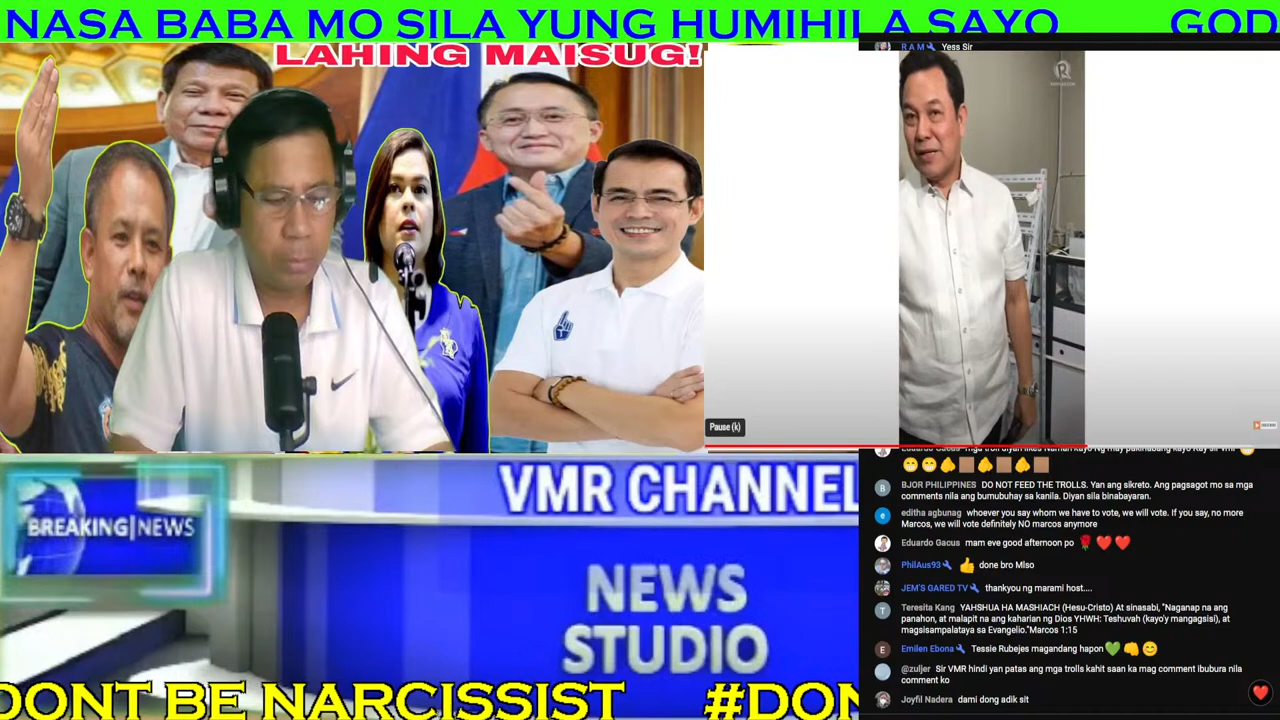 NASA BABA MO SILA YUNG HUMIHILA SAYO GOD
LAHING MAISUG!
R A M Yess Sir
Pause (k)
BREAKING NEWS
VMR CHANNEL
NEWS
STUDIO
DONT BE NARCISSIST #DON
BJOR PHILIPPINES DO NOT FEED THE TROLLS. Yan ang sikreto. Ang pagsagot mo sa mga
comments nila ang bumubuhay sa kanila. Diyan sila binabayaran.
editha agbunag whoever you say whom we have to vote, we will vote. If you say, no more
Marcos, we will vote definitely NO marcos anymore
Eduardo Gacus mam eve good afternoon po 🌹❤️❤️
PhilAus93 👍 done bro MIso
JEM'S GARED TV thankyou ng marami host....
Teresita Kang YAHSHUA HA MASHIACH (Hesu-Cristo) At sinasabi, "Naganap na ang
panahon, at malapit na ang kaharian ng Dios YHWH: Teshuvah (kayo'y mangagsisi), at
magsisampalataya sa Evangelio."Marcos 1:15
Emilen Ebona Tessie Rubejes magandang hapon💚👊😊
@zuljer Sir VMR hindi yan patas ang mga trolls kahit saan ka mag comment ibubura nila
comment ko
Joyfil Nadera dami dong adik sit